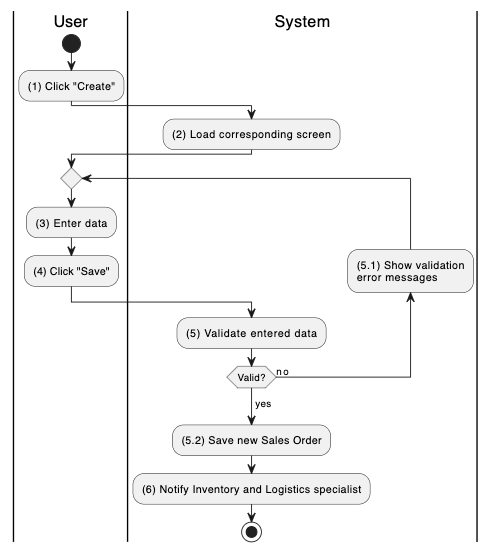 User
System
(1) Click "Create"
(2) Load corresponding screen
(3) Enter data
(4) Click "Save"
(5.1) Show validation
error messages
(5) Validate entered data
Valid?
no
yes
(5.2) Save new Sales Order
(6) Notify Inventory and Logistics specialist